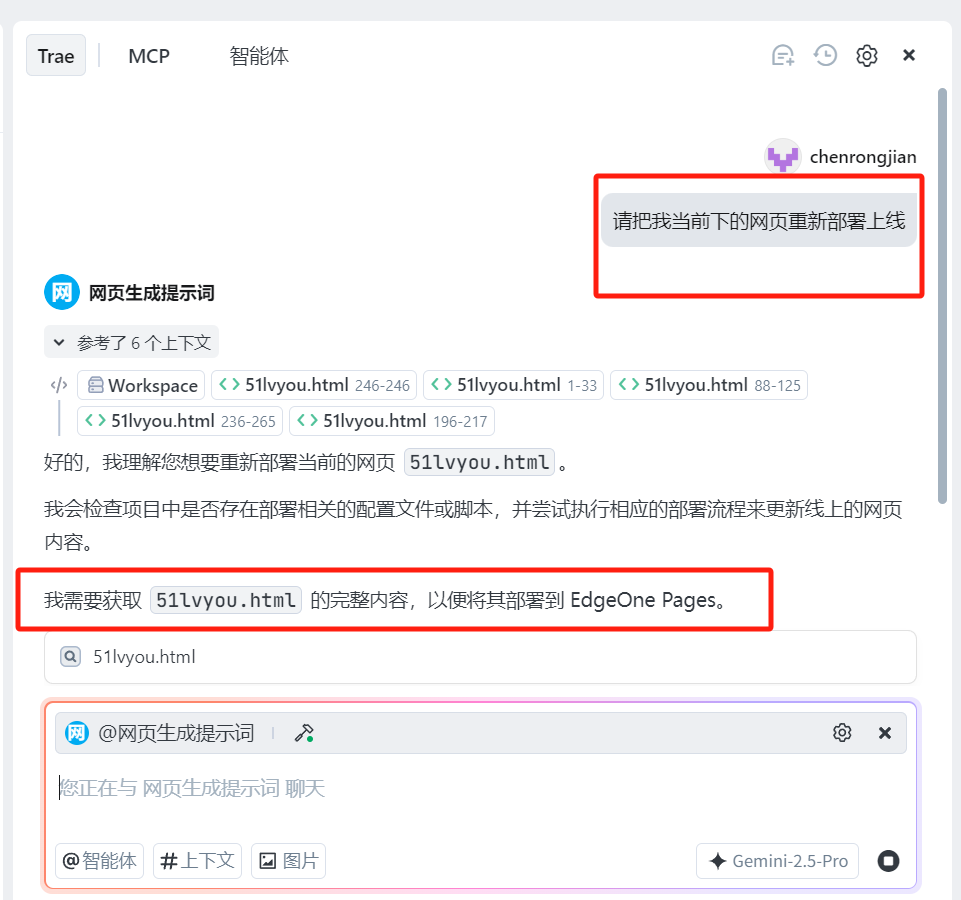 Trae MCP 智能体
chenrongjian
请把我当前下的网页重新部署上线
网 网页生成提示词
参考了 6 个上下文
Workspace 51lvyou.html 246-246 51lvyou.html 1-33 51lvyou.html 88-125
51lvyou.html 236-265 51lvyou.html 196-217
好的，我理解您想要重新部署当前的网页 51lvyou.html 。
我会检查项目中是否存在部署相关的配置文件或脚本，并尝试执行相应的部署流程来更新线上的网页
内容。
我需要获取 51lvyou.html 的完整内容，以便将其部署到 EdgeOne Pages。
51lvyou.html
网 @网页生成提示词
您正在与 网页生成提示词 聊天
@智能体 #上下文 图片 Gemini-2.5-Pro